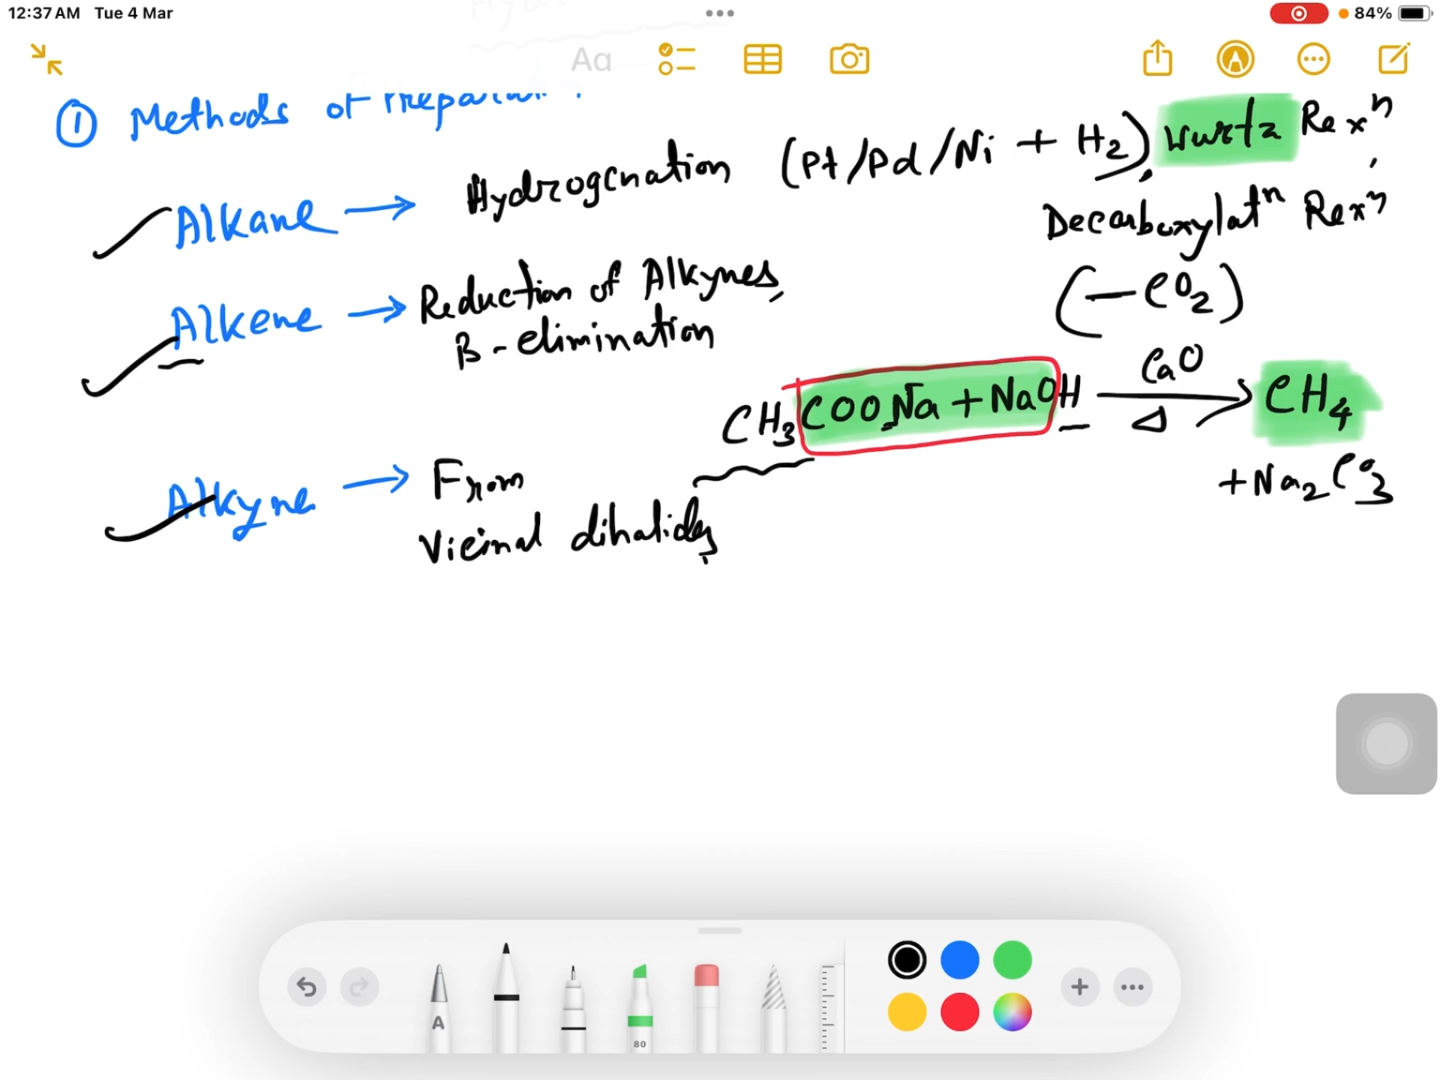 12:37 AM Tue 4 Mar
84%
Aa
① Methods of Preparation
Alkane → Hydrogenation (Pt/Pd/Ni + H₂), Wurtz Rexⁿ,
Decarboxylatⁿ Rexⁿ
(-CO₂)
Alkene → Reduction of Alkynes,
β-elimination
CH₃COONa + NaOH CaO Δ → CH₄
+ Na₂CO₃
Alkyne → From
Vicinal dihalides,
A
80